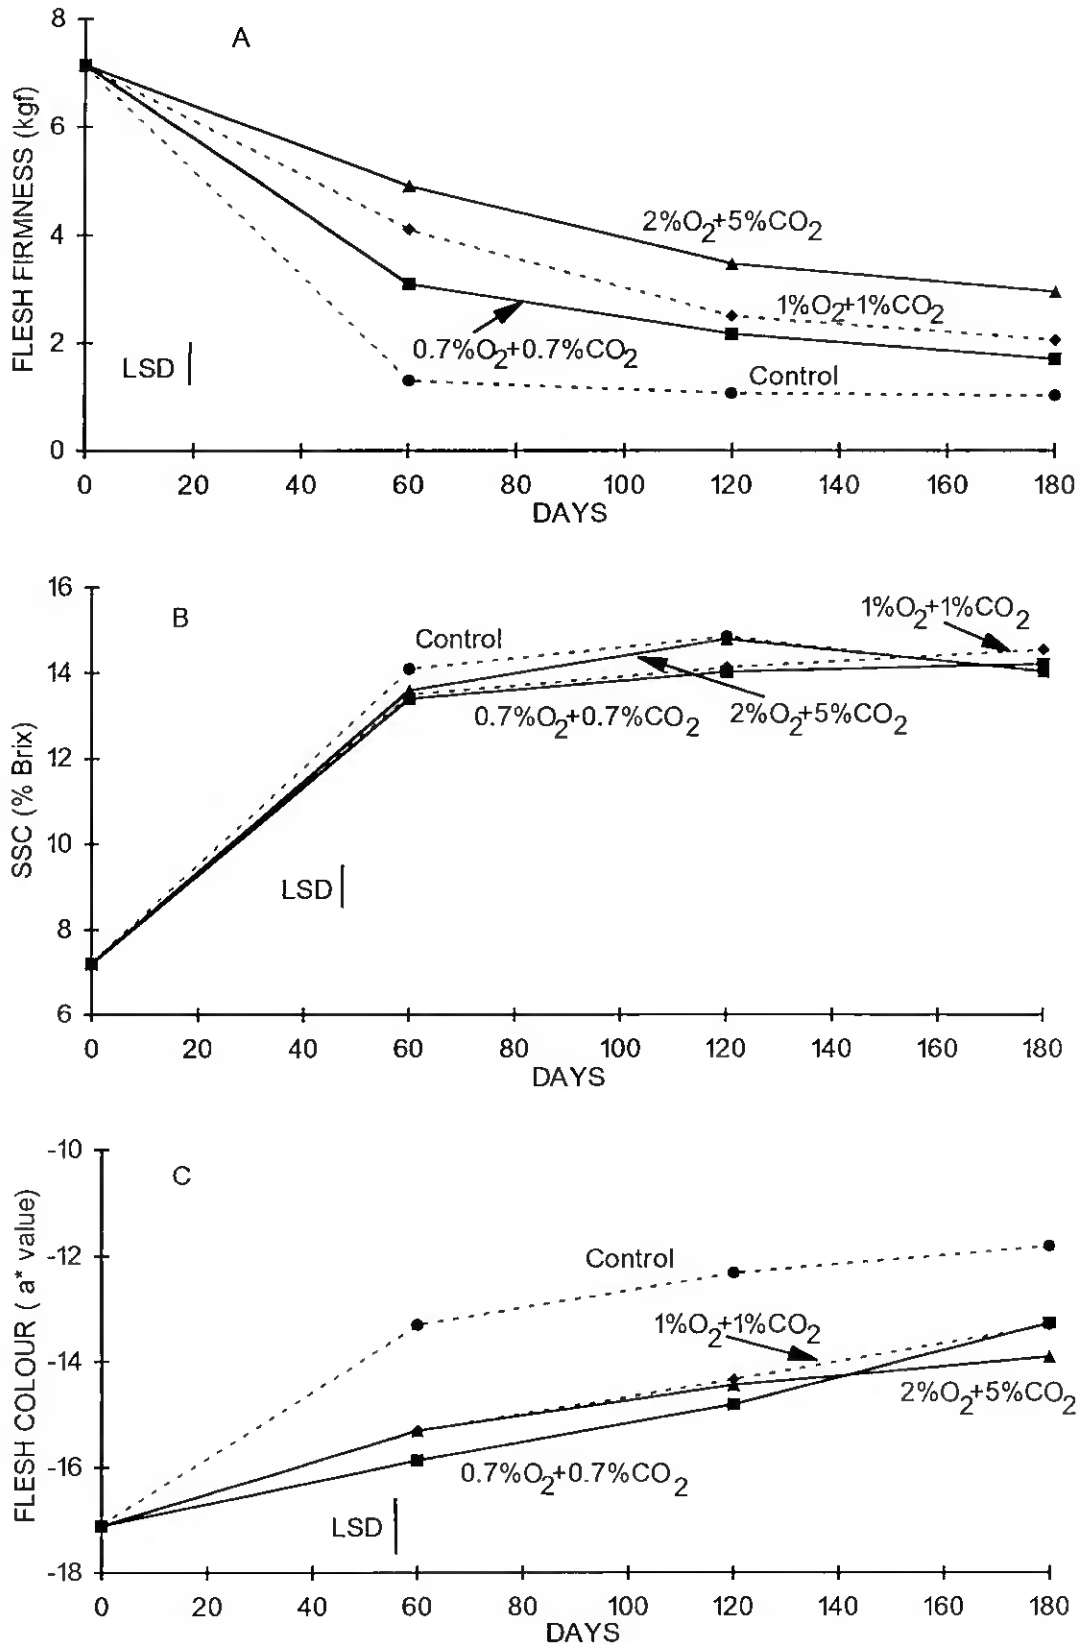 8
A
6
4
2%O2+5%CO2
1%O2+1%CO2
2
0.7%O2+0.7%CO2
LSD
Control
0
FLESH FIRMNESS (kgf)
0 20 40 60 80 100 120 140 160 180
DAYS
16
B
1%O2+1%CO2
Control
14
0.7%O2+0.7%CO2
2%O2+5%CO2
12
10
LSD
8
6
SSC (% Brix)
0 20 40 60 80 100 120 140 160 180
DAYS
-10
C
-12
Control
1%O2+1%CO2
-14
2%O2+5%CO2
-16
0.7%O2+0.7%CO2
LSD
-18
FLESH COLOUR ( a* value)
0 20 40 60 80 100 120 140 160 180
DAYS